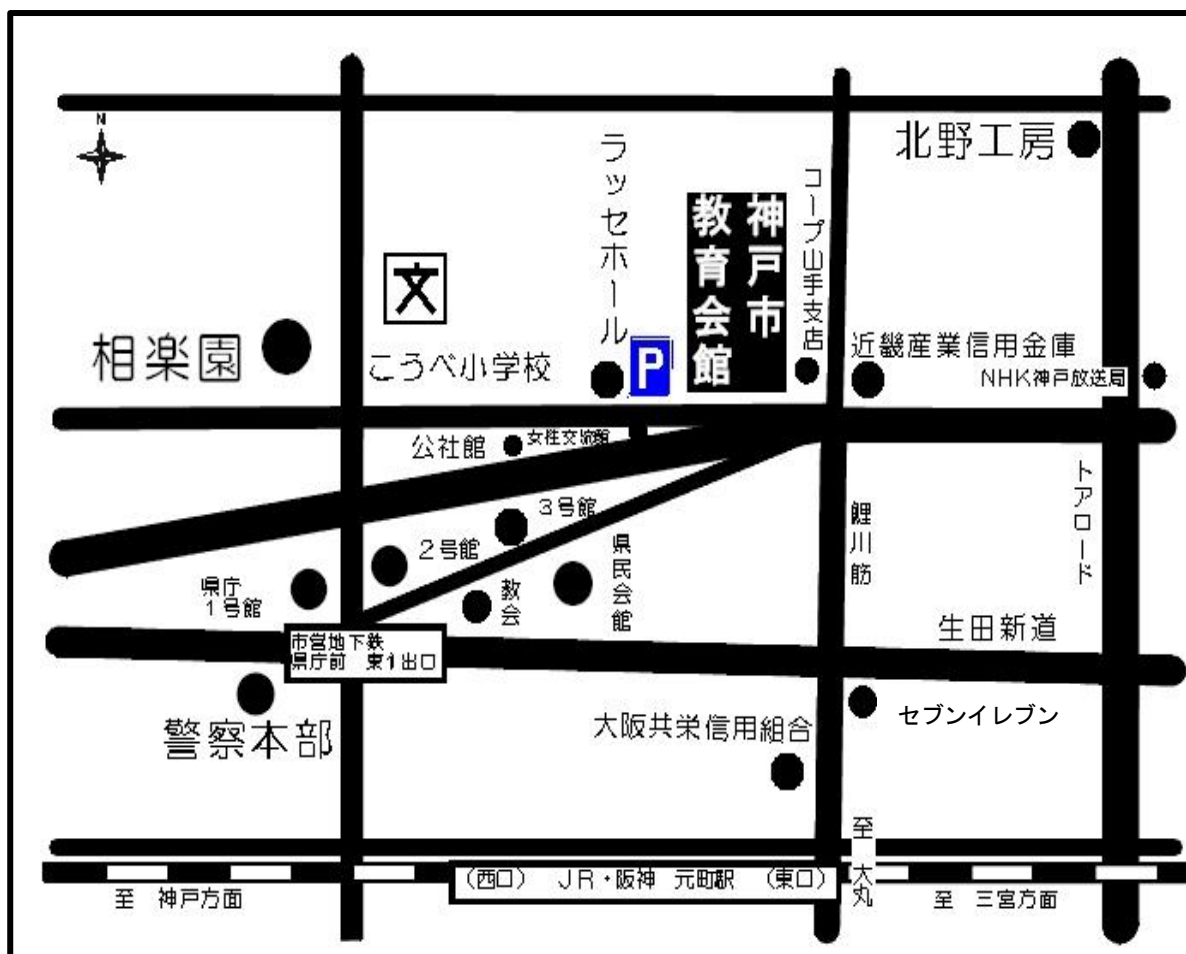 N
北野工房
ラッセホール
神戸市
教育会館
コープ山手支店
文
相楽園
こうべ小学校
P
近畿産業信用金庫
NHK神戸放送局
公社館
女性交流館
3号館
2号館
県庁
1号館
教会
県民会館
鯉川筋
トアロード
生田新道
市営地下鉄
県庁前 東1出口
警察本部
大阪共栄信用組合
セブンイレブン
(西口) JR・阪神 元町駅 (東口)
至 大丸
至 神戸方面
至 三宮方面